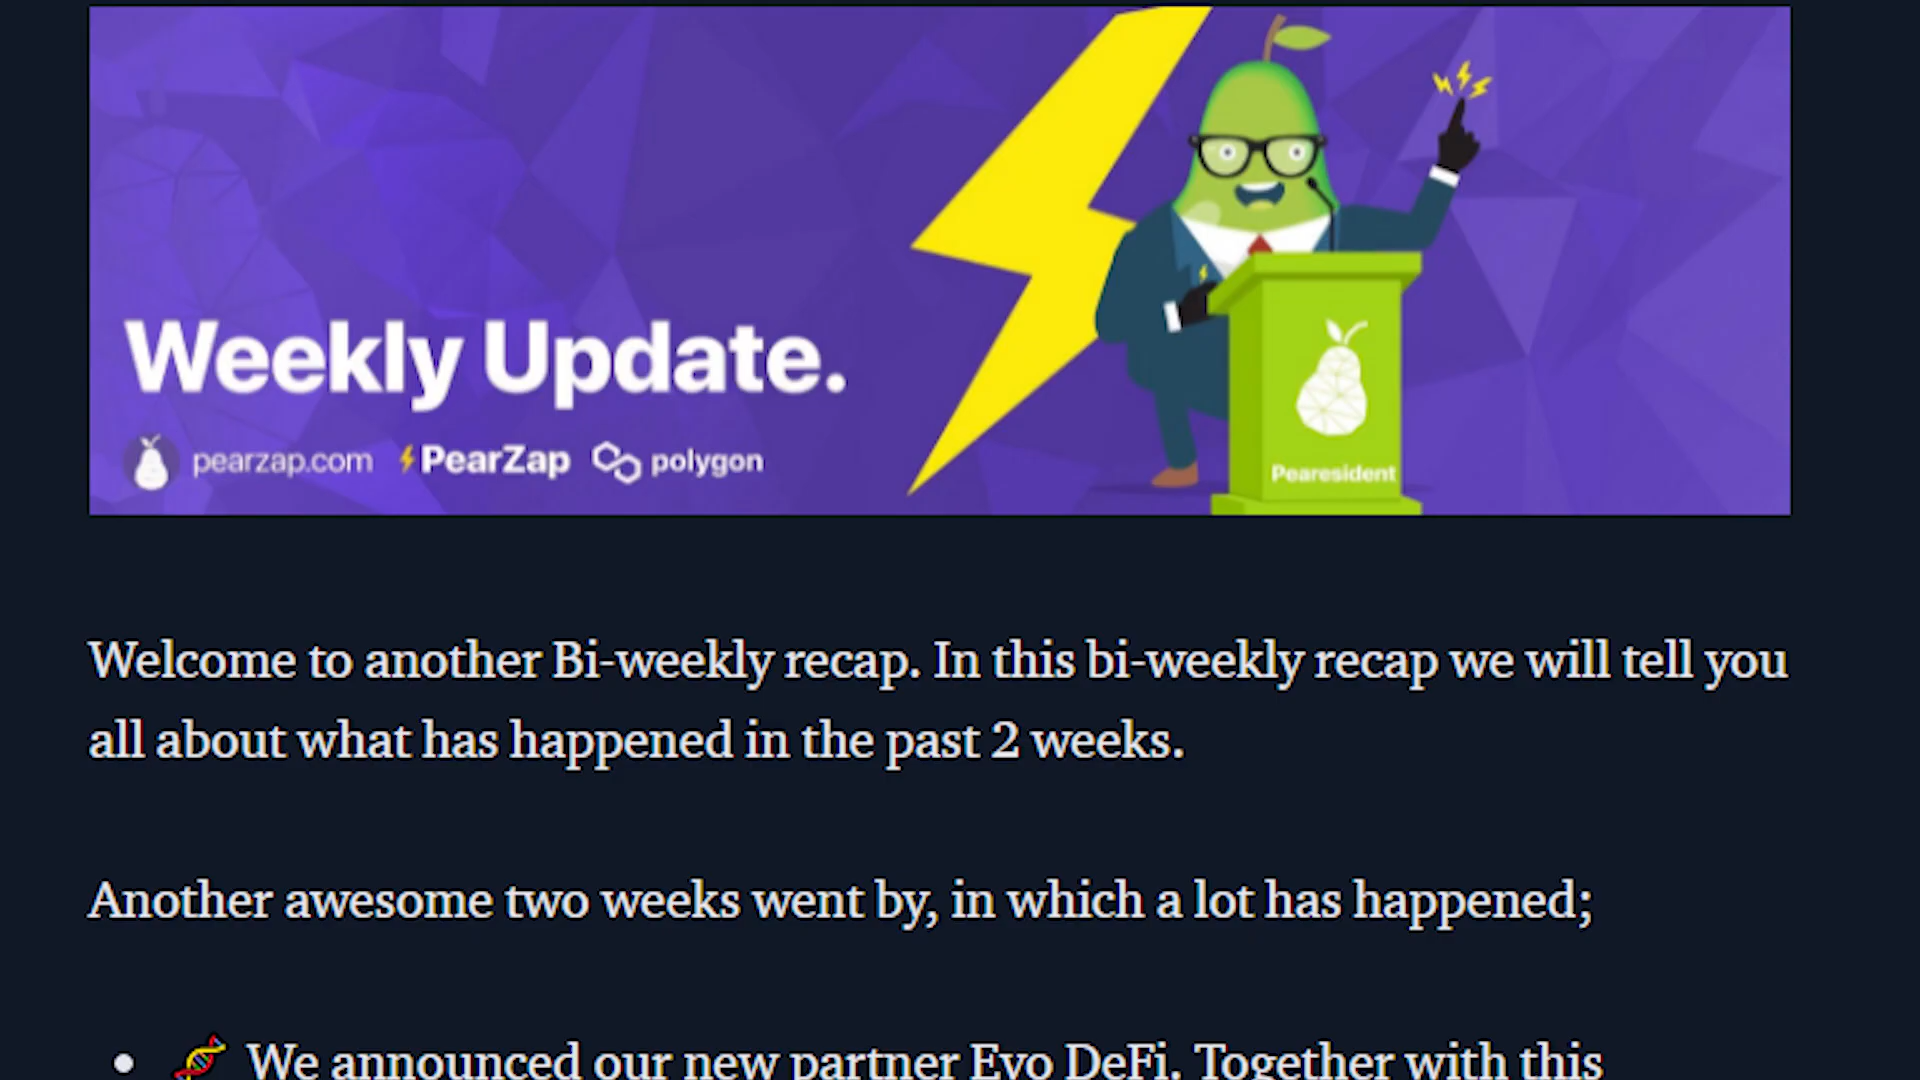 Weekly Update.
pearzap.com PearZap polygon
Pearesident
Welcome to another Bi-weekly recap. In this bi-weekly recap we will tell you
all about what has happened in the past 2 weeks.
Another awesome two weeks went by, in which a lot has happened;
• 🧬 We announced our new partner Evo DeFi. Together with this